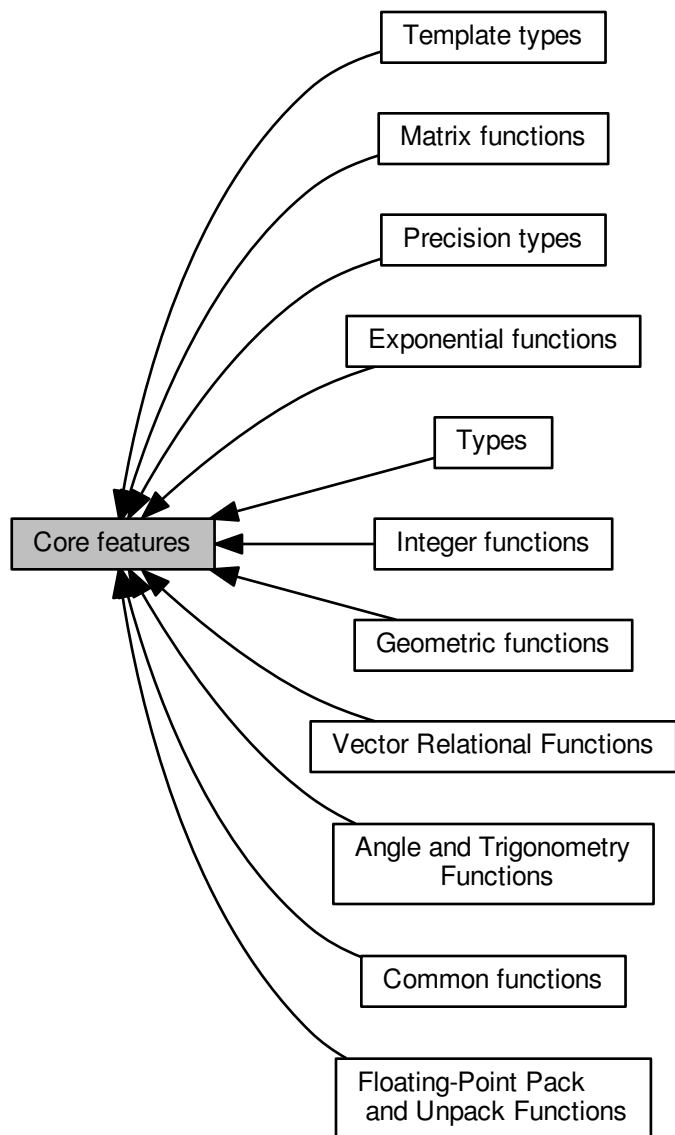 Template types
Matrix functions
Precision types
Exponential functions
Types
Core features
Integer functions
Geometric functions
Vector Relational Functions
Angle and Trigonometry
Functions
Common functions
Floating-Point Pack
and Unpack Functions